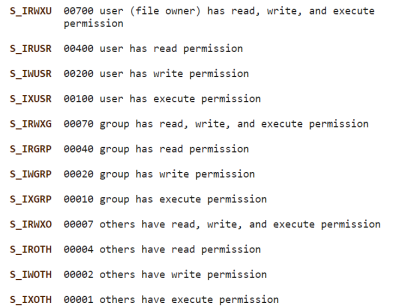 S_IRWXU 00700 user (file owner) has read, write, and execute
permission
S_IRUSR 00400 user has read permission
S_IWUSR 00200 user has write permission
S_IXUSR 00100 user has execute permission
S_IRWXG 00070 group has read, write, and execute permission
S_IRGRP 00040 group has read permission
S_IWGRP 00020 group has write permission
S_IXGRP 00010 group has execute permission
S_IRWXO 00007 others have read, write, and execute permission
S_IROTH 00004 others have read permission
S_IWOTH 00002 others have write permission
S_IXOTH 00001 others have execute permission